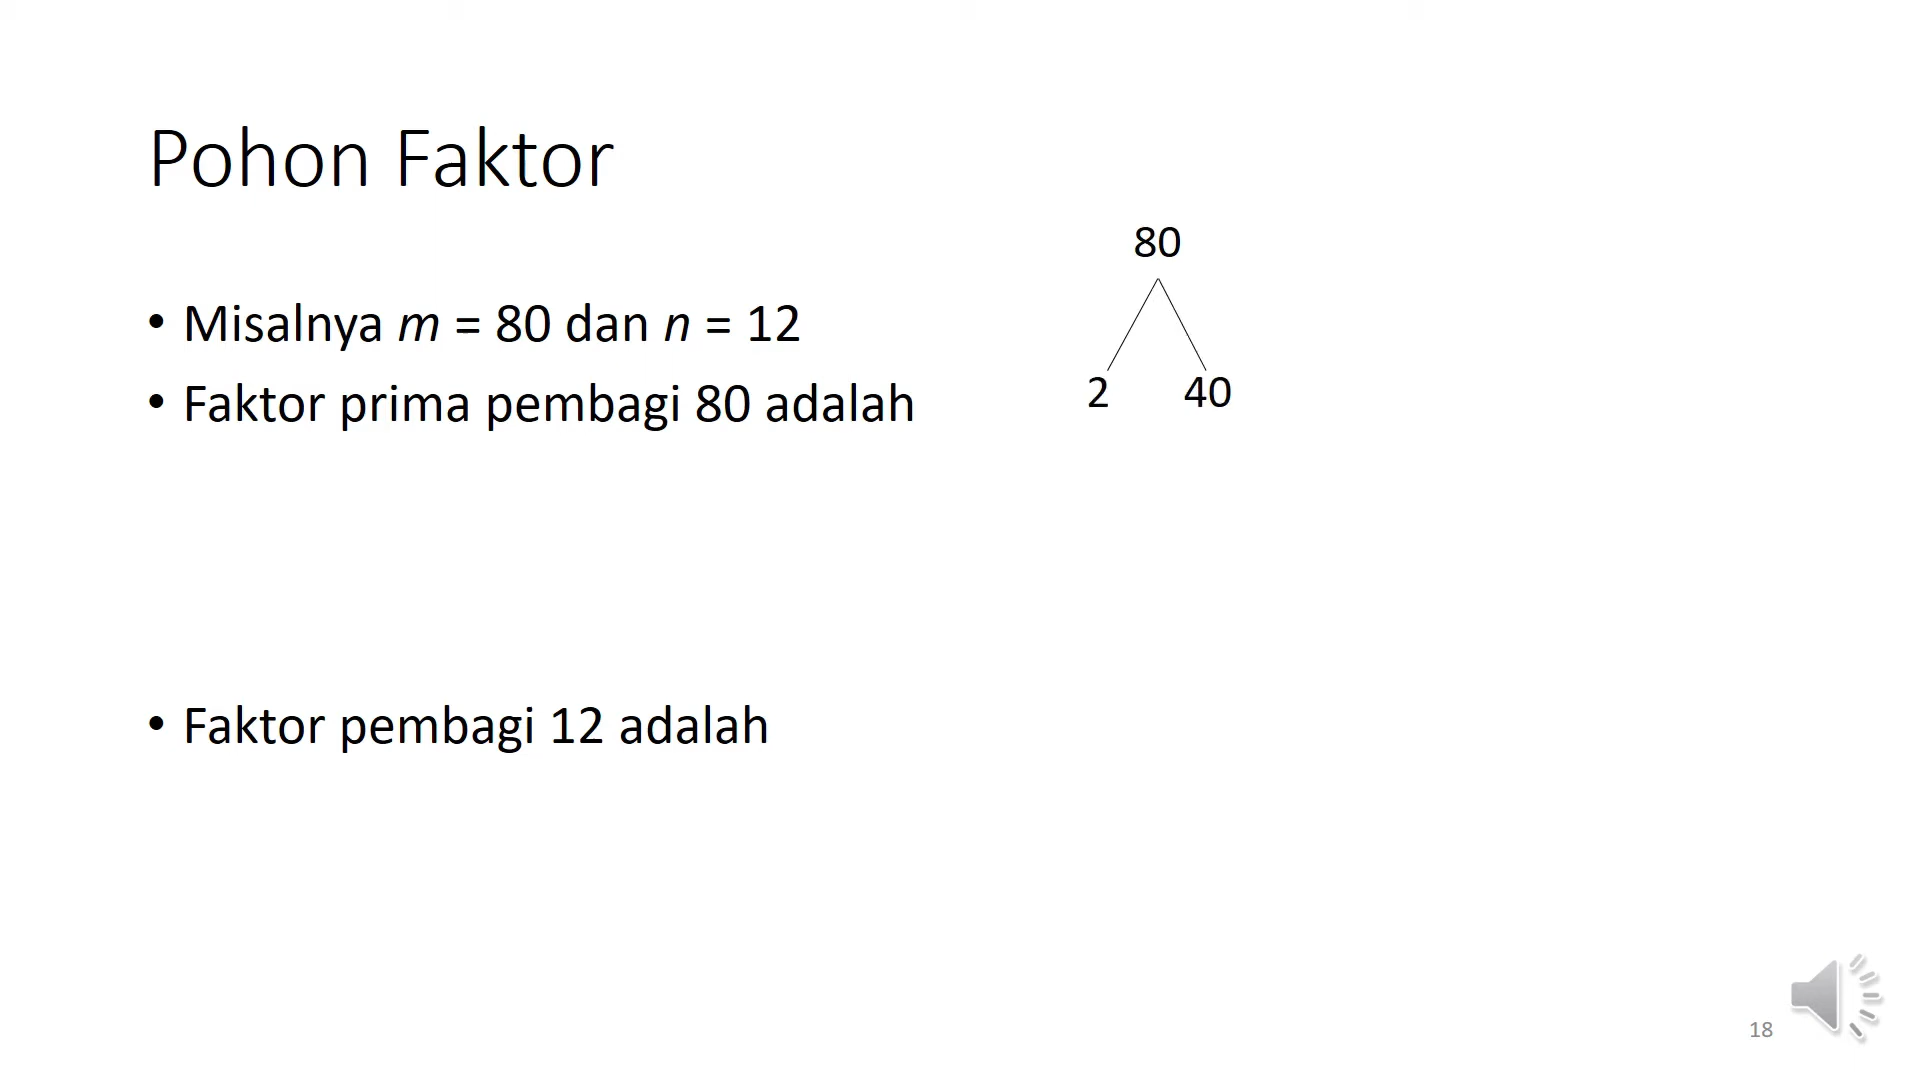 Pohon Faktor
80
• Misalnya m = 80 dan n = 12
2 40
• Faktor prima pembagi 80 adalah
• Faktor pembagi 12 adalah
18